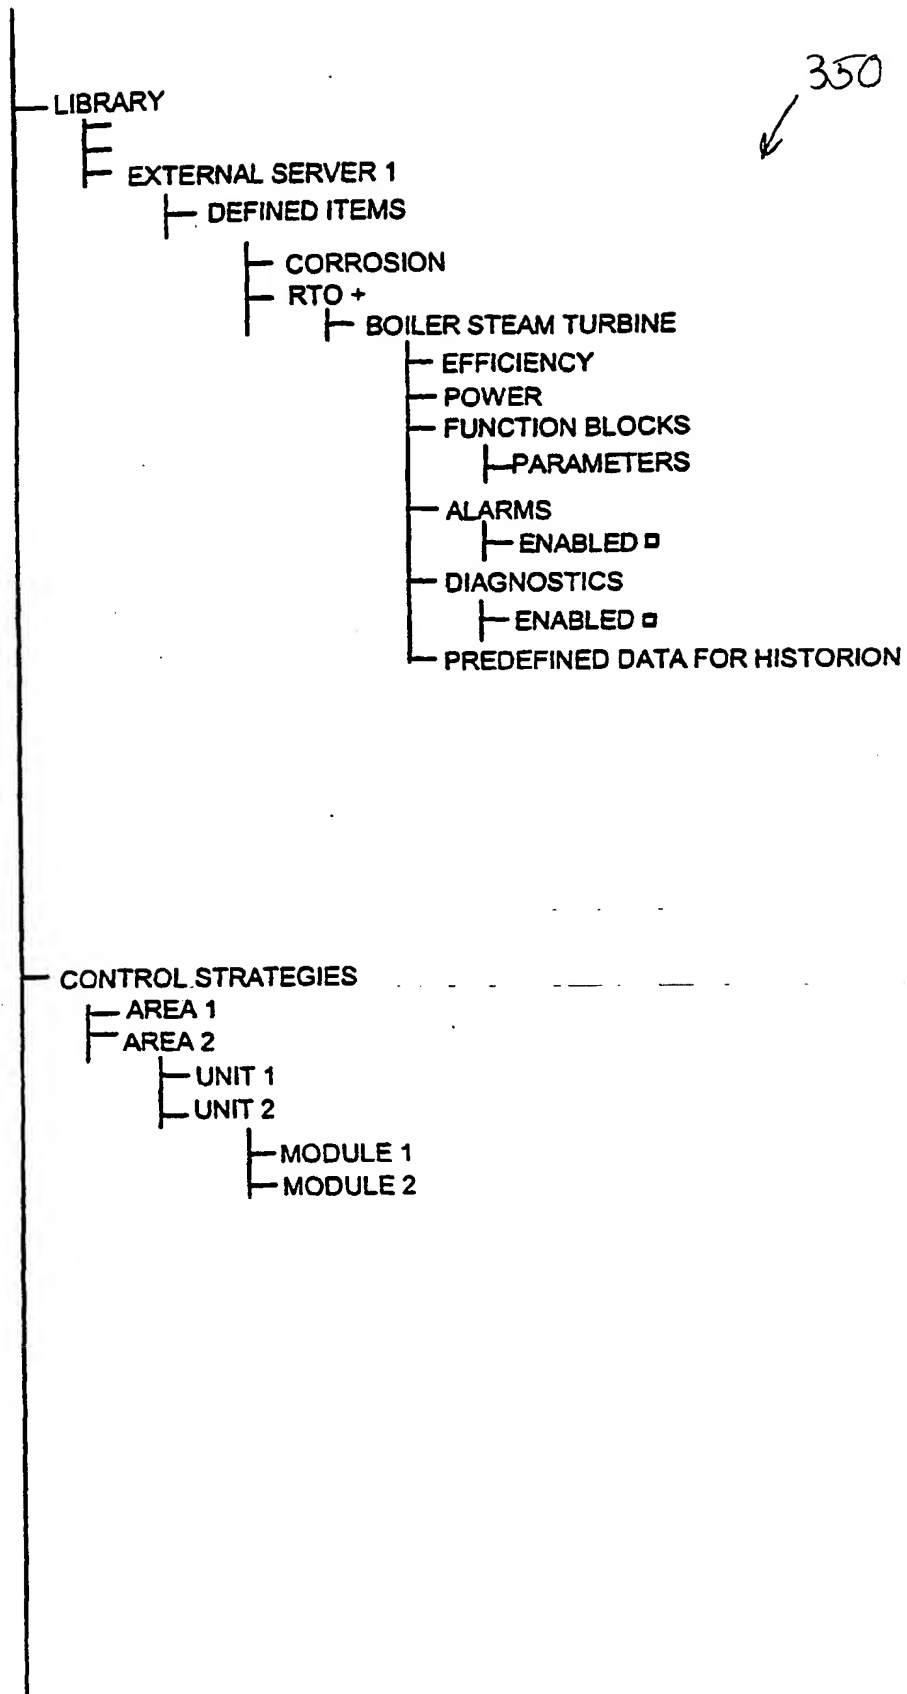 350
LIBRARY
EXTERNAL SERVER 1
DEFINED ITEMS
CORROSION
RTO +
BOILER STEAM TURBINE
EFFICIENCY
POWER
FUNCTION BLOCKS
PARAMETERS
ALARMS
ENABLED
DIAGNOSTICS
ENABLED
PREDEFINED DATA FOR HISTORION
CONTROL STRATEGIES
AREA 1
AREA 2
UNIT 1
UNIT 2
MODULE 1
MODULE 2